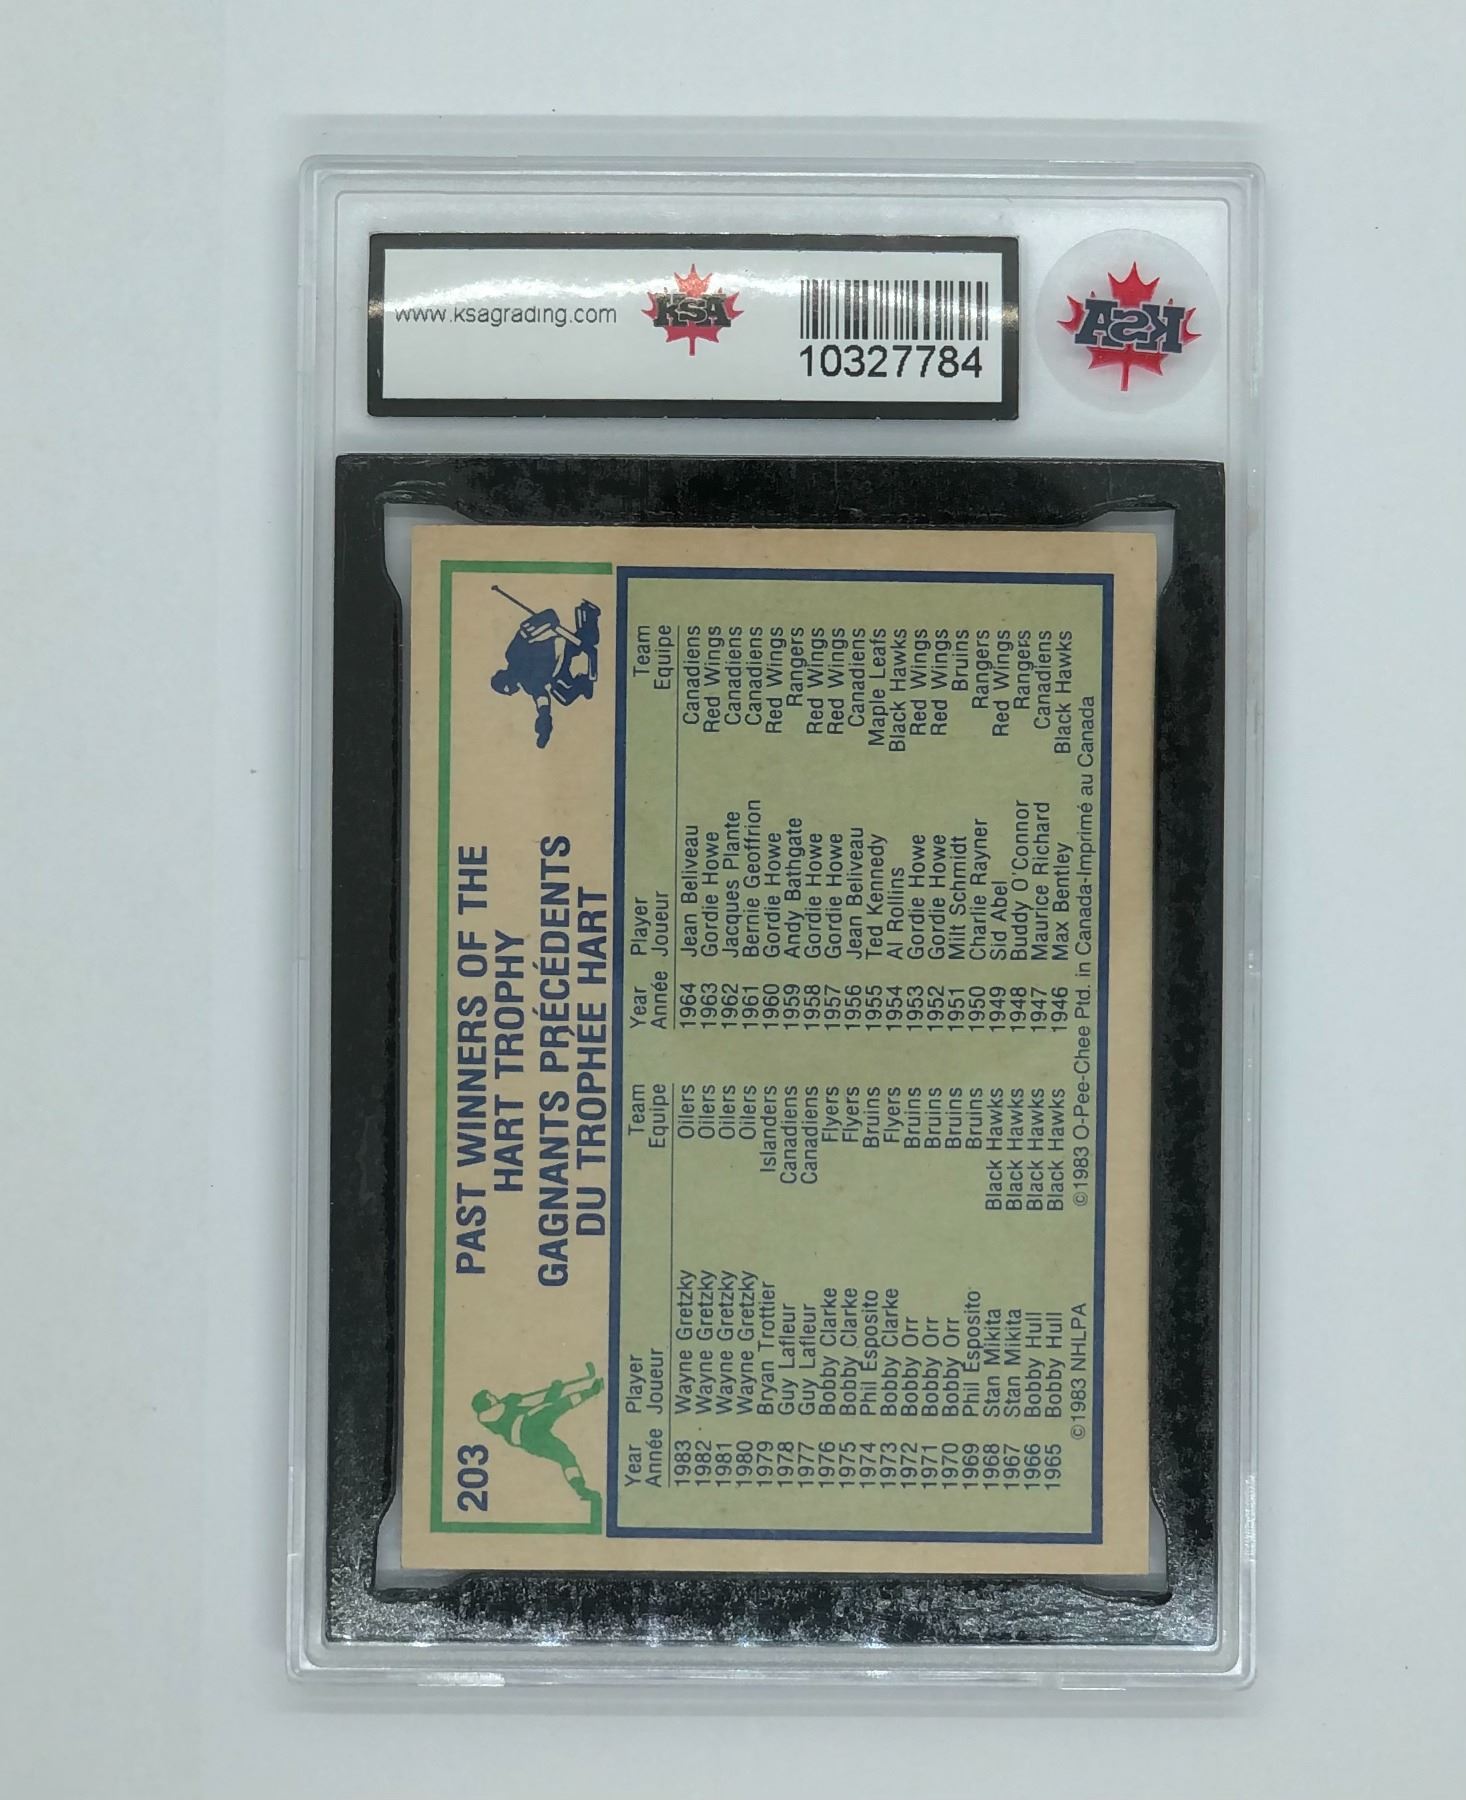 www.ksagrading.com
KSA
10327784
KSA
203
PAST WINNERS OF THE
HART TROPHY
GAGNANTS PRÉCÉDENTS
DU TROPHÉE HART
Year Player Team
Année Joueur Equipe
1983 Wayne Gretzky Oilers
1982 Wayne Gretzky Oilers
1981 Wayne Gretzky Oilers
1980 Wayne Gretzky Oilers
1979 Bryan Trottier Islanders
1978 Guy Lafleur Canadiens
1977 Guy Lafleur Canadiens
1976 Bobby Clarke Flyers
1975 Bobby Clarke Flyers
1974 Phil Esposito Bruins
1973 Bobby Clarke Flyers
1972 Bobby Orr Bruins
1971 Bobby Orr Bruins
1970 Bobby Orr Bruins
1969 Phil Esposito Bruins
1968 Stan Mikita Black Hawks
1967 Stan Mikita Black Hawks
1966 Bobby Hull Black Hawks
1965 Bobby Hull Black Hawks
Year Player Team
Année Joueur Equipe
1964 Jean Beliveau Canadiens
1963 Gordie Howe Red Wings
1962 Jacques Plante Canadiens
1961 Bernie Geoffrion Canadiens
1960 Gordie Howe Red Wings
1959 Andy Bathgate Rangers
1958 Gordie Howe Red Wings
1957 Gordie Howe Red Wings
1956 Jean Beliveau Canadiens
1955 Ted Kennedy Maple Leafs
1954 Al Rollins Black Hawks
1953 Gordie Howe Red Wings
1952 Gordie Howe Red Wings
1951 Milt Schmidt Bruins
1950 Charlie Rayner Rangers
1949 Sid Abel Red Wings
1948 Buddy O'Connor Rangers
1947 Maurice Richard Canadiens
1946 Max Bentley Black Hawks
©1983 NHLPA ©1983 O-Pee-Chee Ptd. in Canada-Imprimé au Canada